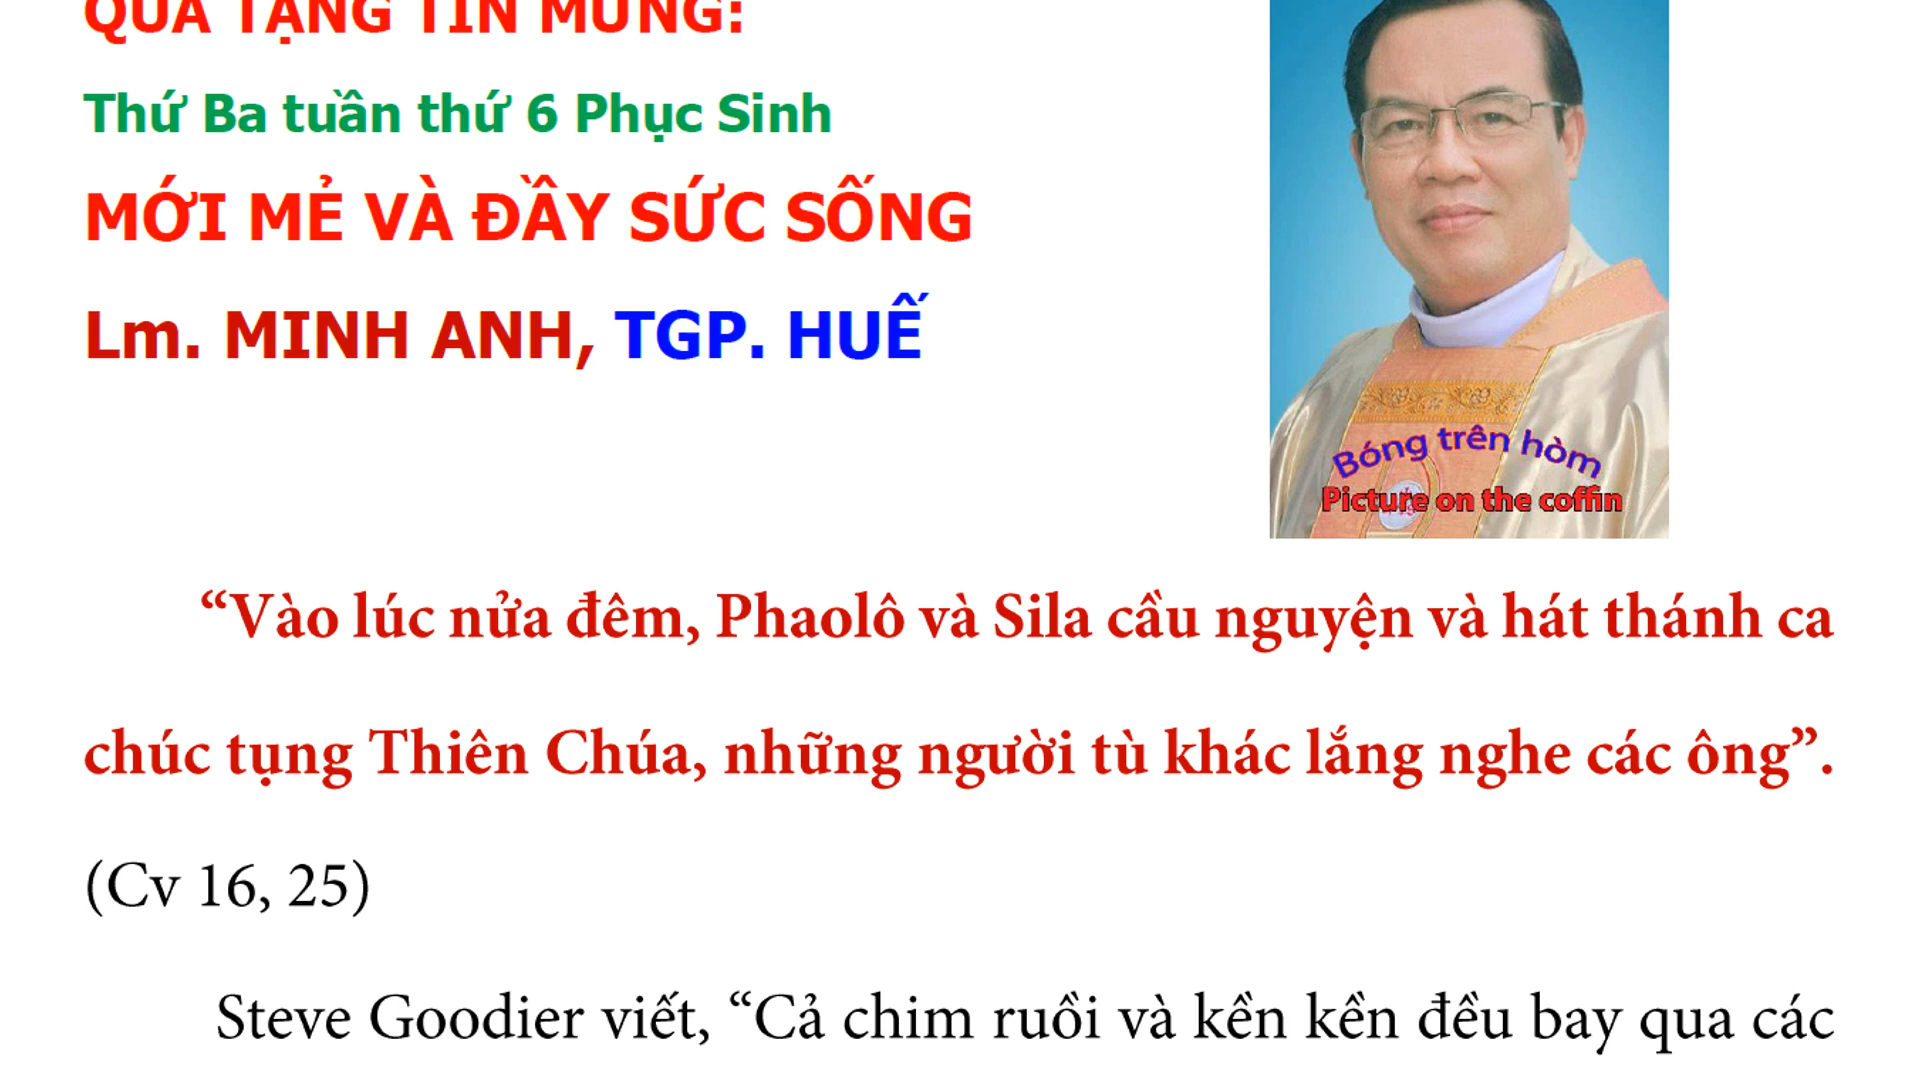 QUÀ TẶNG TIN MỪNG:
Thứ Ba tuần thứ 6 Phục Sinh
MỚI MẺ VÀ ĐẦY SỨC SỐNG
Lm. MINH ANH, TGP. HUẾ
Bóng trên hòm
Picture on the coffin
“Vào lúc nửa đêm, Phaolô và Sila cầu nguyện và hát thánh ca
chúc tụng Thiên Chúa, những người tù khác lắng nghe các ông”.
(Cv 16, 25)
Steve Goodier viết, “Cả chim ruồi và kền kền đều bay qua các